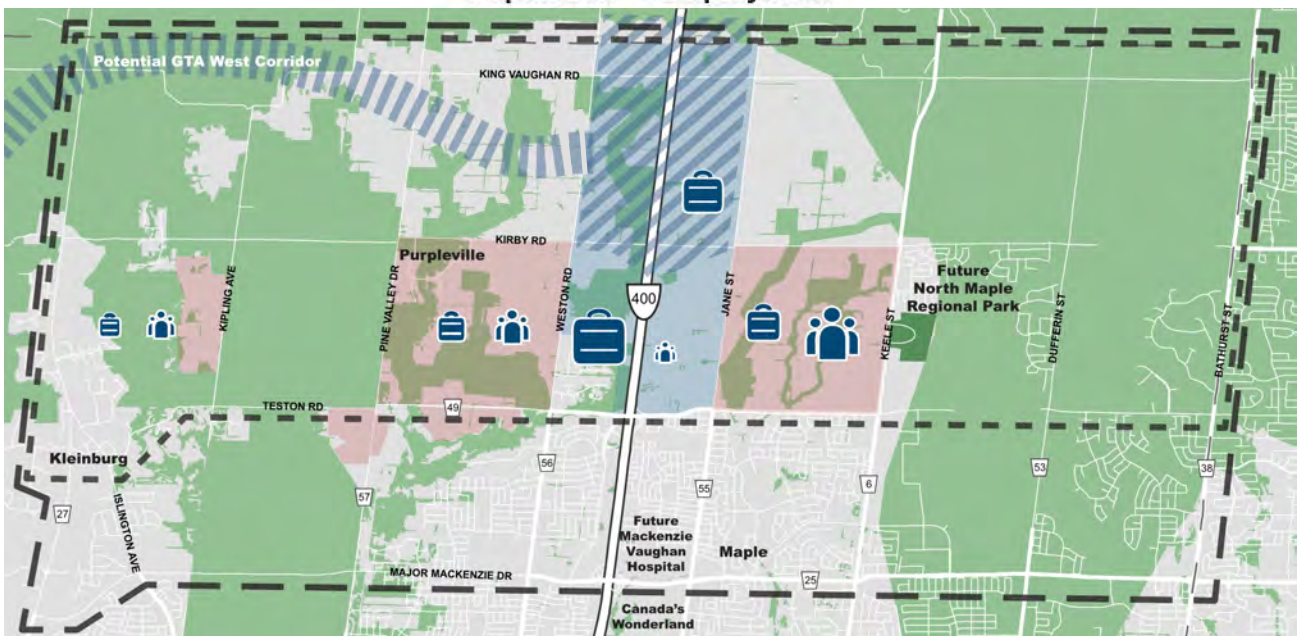 Potential GTA West Corridor
KING VAUGHAN RD
KIRBY RD
Purpleville
KIPLING AVE
PINE VALLEY DR
WESTON RD
400
JANE ST
KEELE ST
Future
North Maple
Regional Park
DUFFERIN ST
BATHURST ST
TESTON RD
49
Kleinburg
27
ISLINGTON AVE
57
56
55
6
53
38
Future
Mackenzie
Vaughan
Hospital
Maple
MAJOR MACKENZIE DR
25
Canada's
Wonderland